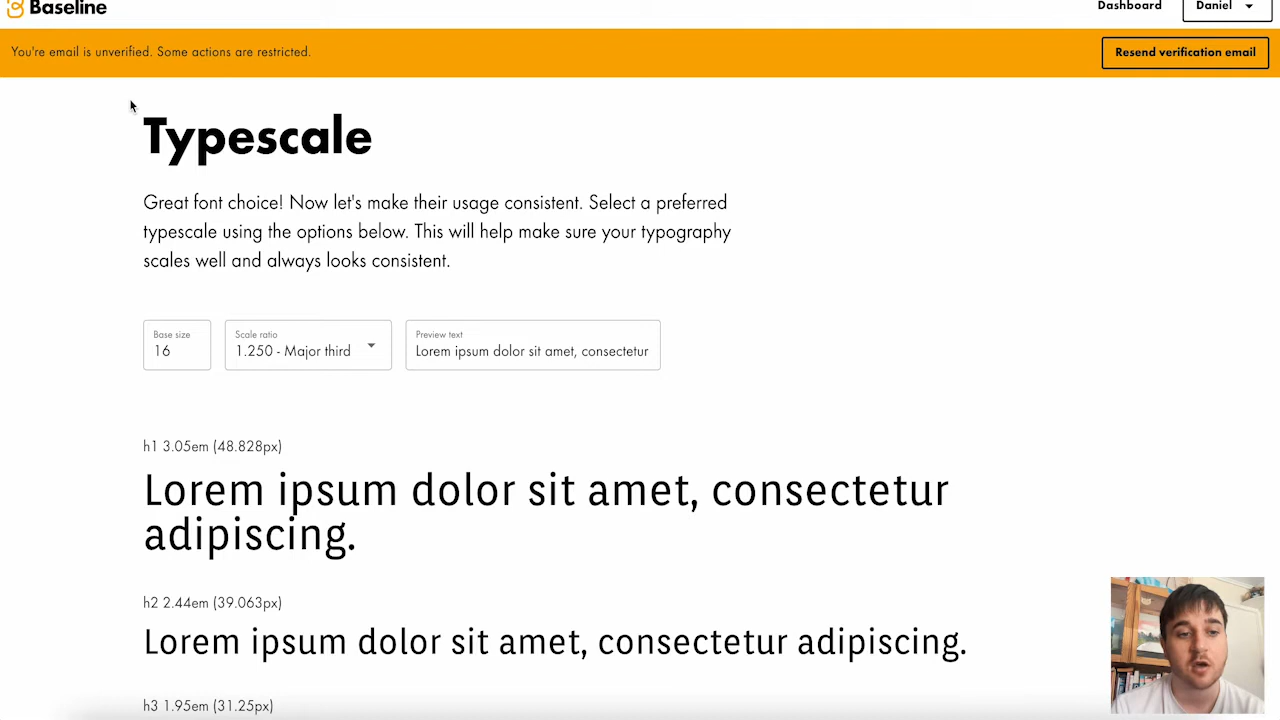 Baseline
Dashboard
Daniel
You're email is unverified. Some actions are restricted.
Resend verification email
Typescale
Great font choice! Now let's make their usage consistent. Select a preferred
typescale using the options below. This will help make sure your typography
scales well and always looks consistent.
Base size
16
Scale ratio
1.250 - Major third
Preview text
Lorem ipsum dolor sit amet, consectetur
h1 3.05em (48.828px)
Lorem ipsum dolor sit amet, consectetur
adipiscing.
h2 2.44em (39.063px)
Lorem ipsum dolor sit amet, consectetur adipiscing.
h3 1.95em (31.25px)